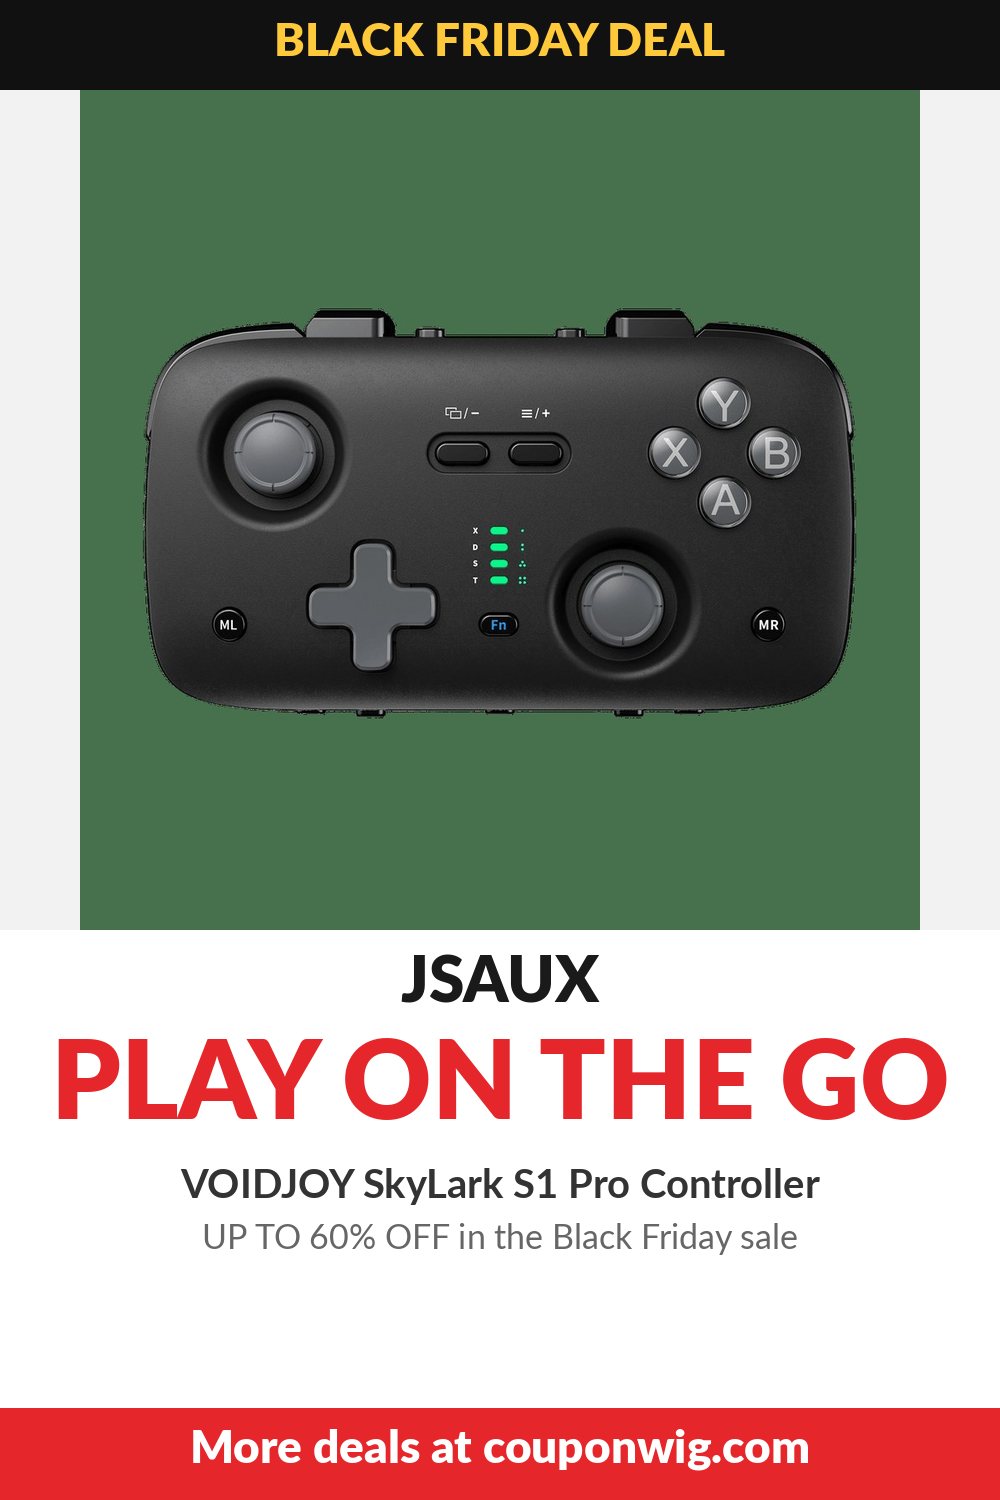 BLACK FRIDAY DEAL
/ − /+
Y
X B
A
X
D
S
T
ML Fn MR
JSAUX
PLAY ON THE GO
VOIDJOY SkyLark S1 Pro Controller
UP TO 60% OFF in the Black Friday sale
More deals at couponwig.com